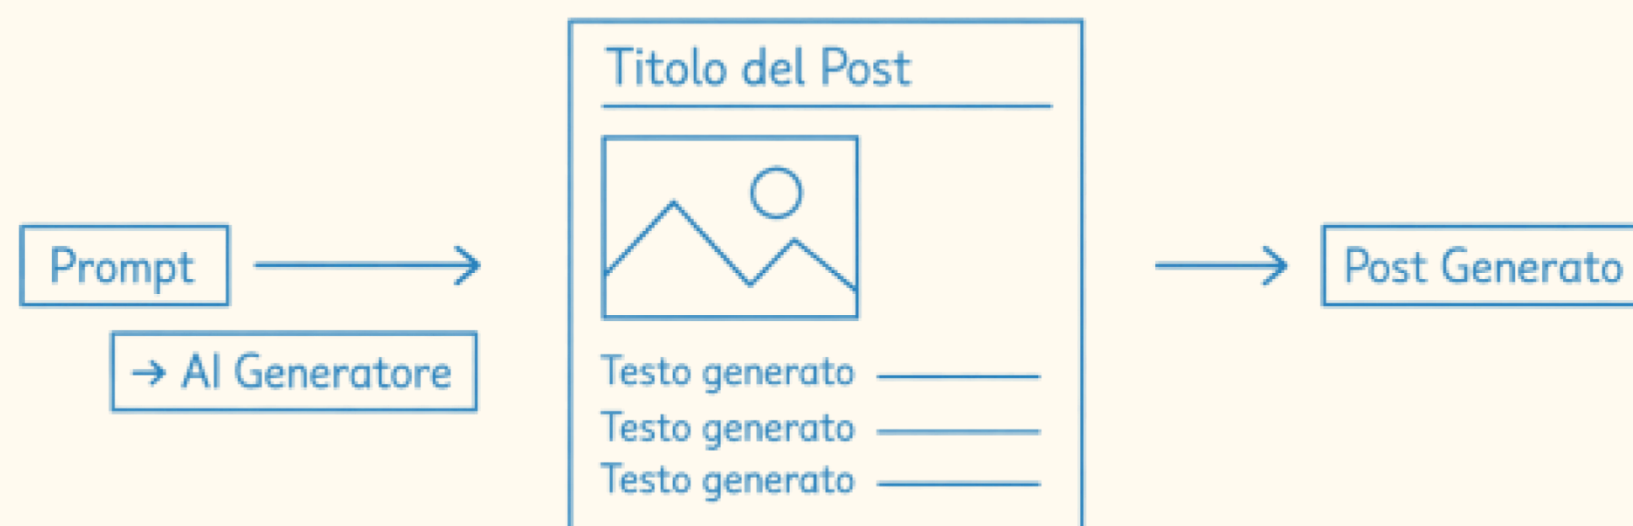 Titolo del Post
Prompt
→ AI Generatore
Testo generato
Testo generato
Testo generato
Post Generato